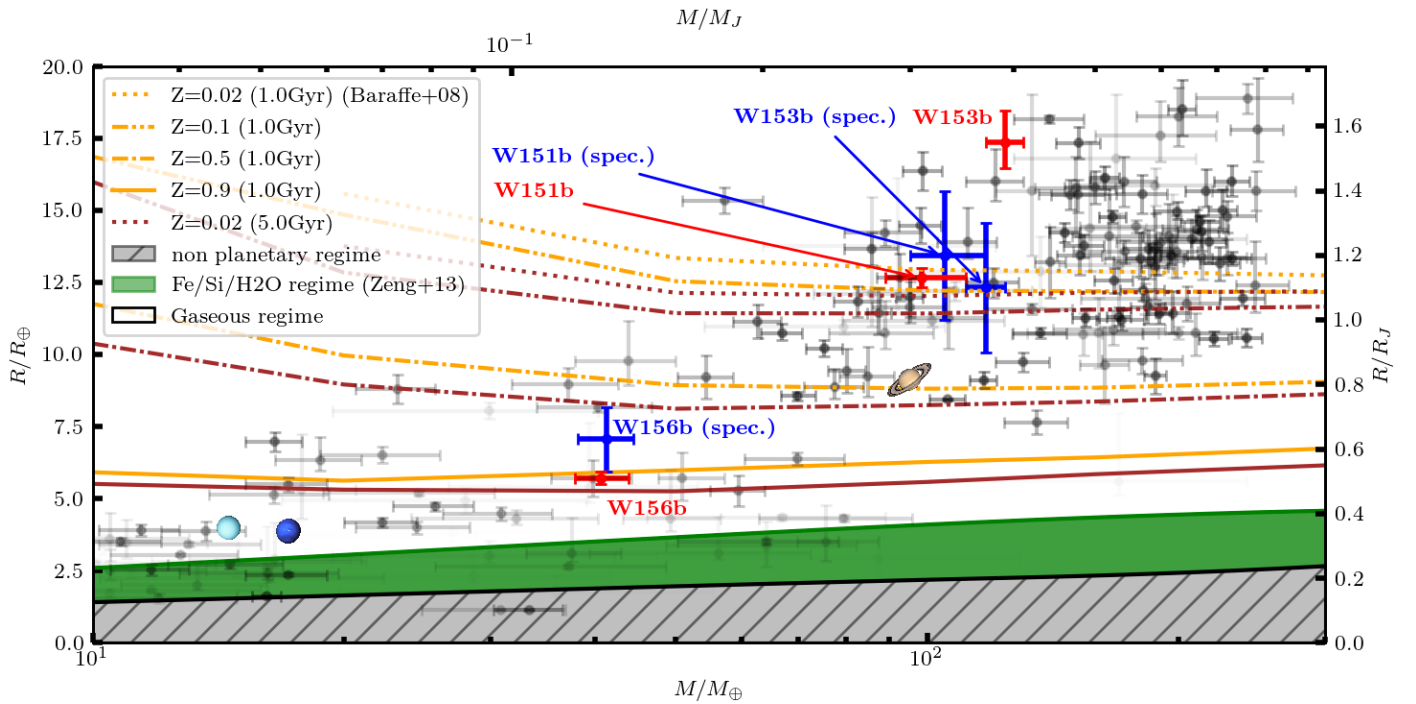 M/M_J
10⁻¹
20.0
17.5
15.0
12.5
10.0
7.5
5.0
2.5
0.0
R/R⊕
Z=0.02 (1.0Gyr) (Baraffe+08)
Z=0.1 (1.0Gyr)
Z=0.5 (1.0Gyr)
Z=0.9 (1.0Gyr)
Z=0.02 (5.0Gyr)
non planetary regime
Fe/Si/H2O regime (Zeng+13)
Gaseous regime
W153b (spec.)
W153b
W151b (spec.)
W151b
W156b (spec.)
W156b
1.6
1.4
1.2
1.0
0.8
0.6
0.4
0.2
0.0
R/R_J
10¹
10²
M/M⊕